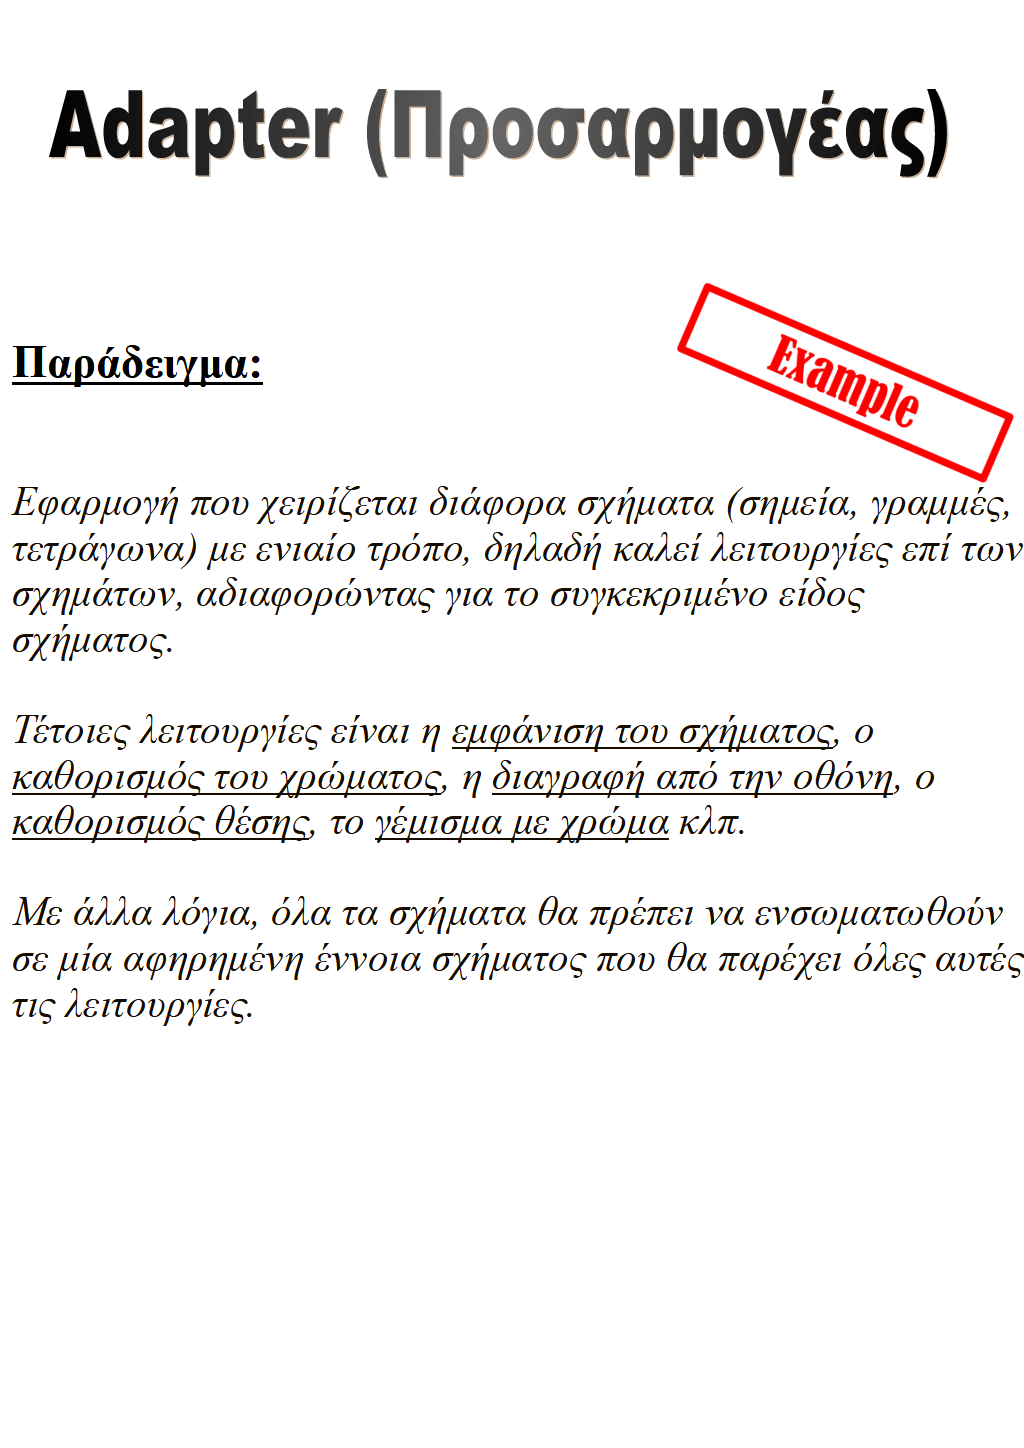 Adapter (Προσαρμογέας)
Example
Παράδειγμα:
Εφαρμογή που χειρίζεται διάφορα σχήματα (σημεία, γραμμές,
τετράγωνα) με ενιαίο τρόπο, δηλαδή καλεί λειτουργίες επί των
σχημάτων, αδιαφορώντας για το συγκεκριμένο είδος
σχήματος.
Τέτοιες λειτουργίες είναι η εμφάνιση του σχήματος, ο
καθορισμός του χρώματος, η διαγραφή από την οθόνη, ο
καθορισμός θέσης, το γέμισμα με χρώμα κλπ.
Με άλλα λόγια, όλα τα σχήματα θα πρέπει να ενσωματωθούν
σε μία αφηρημένη έννοια σχήματος που θα παρέχει όλες αυτές
τις λειτουργίες.